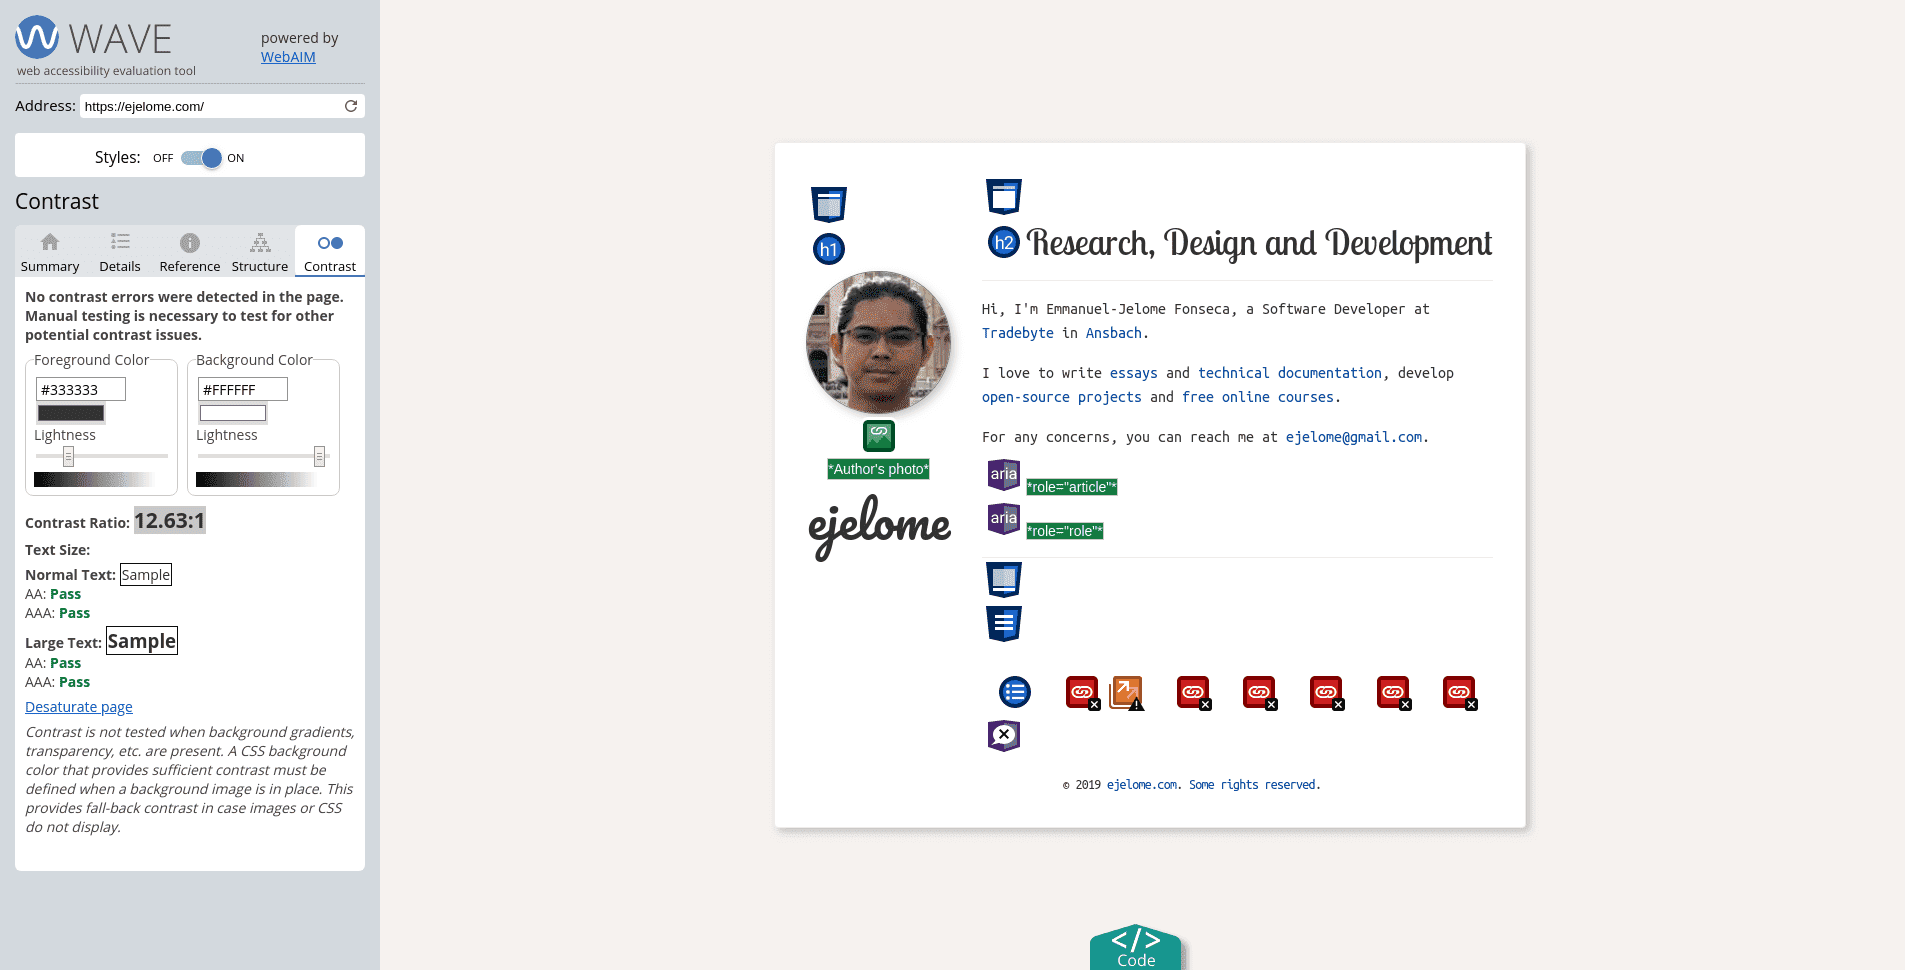 WAVE
powered by
WebAIM
web accessibility evaluation tool
Address: https://ejelome.com/
Styles: OFF ON
Contrast
Summary Details Reference Structure Contrast
No contrast errors were detected in the page.
Manual testing is necessary to test for other
potential contrast issues.
Foreground Color Background Color
#333333 #FFFFFF
Lightness Lightness
Contrast Ratio: 12.63:1
Text Size:
Normal Text: Sample
AA: Pass
AAA: Pass
Large Text: Sample
AA: Pass
AAA: Pass
Desaturate page
Contrast is not tested when background gradients,
transparency, etc. are present. A CSS background
color that provides sufficient contrast must be
defined when a background image is in place. This
provides fall-back contrast in case images or CSS
do not display.
h1
*Author's photo*
ejelome
h2 Research, Design and Development
Hi, I'm Emmanuel-Jelome Fonseca, a Software Developer at
Tradebyte in Ansbach.
I love to write essays and technical documentation, develop
open-source projects and free online courses.
For any concerns, you can reach me at ejelome@gmail.com.
aria *role="article"*
aria *role="role"*
© 2019 ejelome.com. Some rights reserved.
</> 
Code